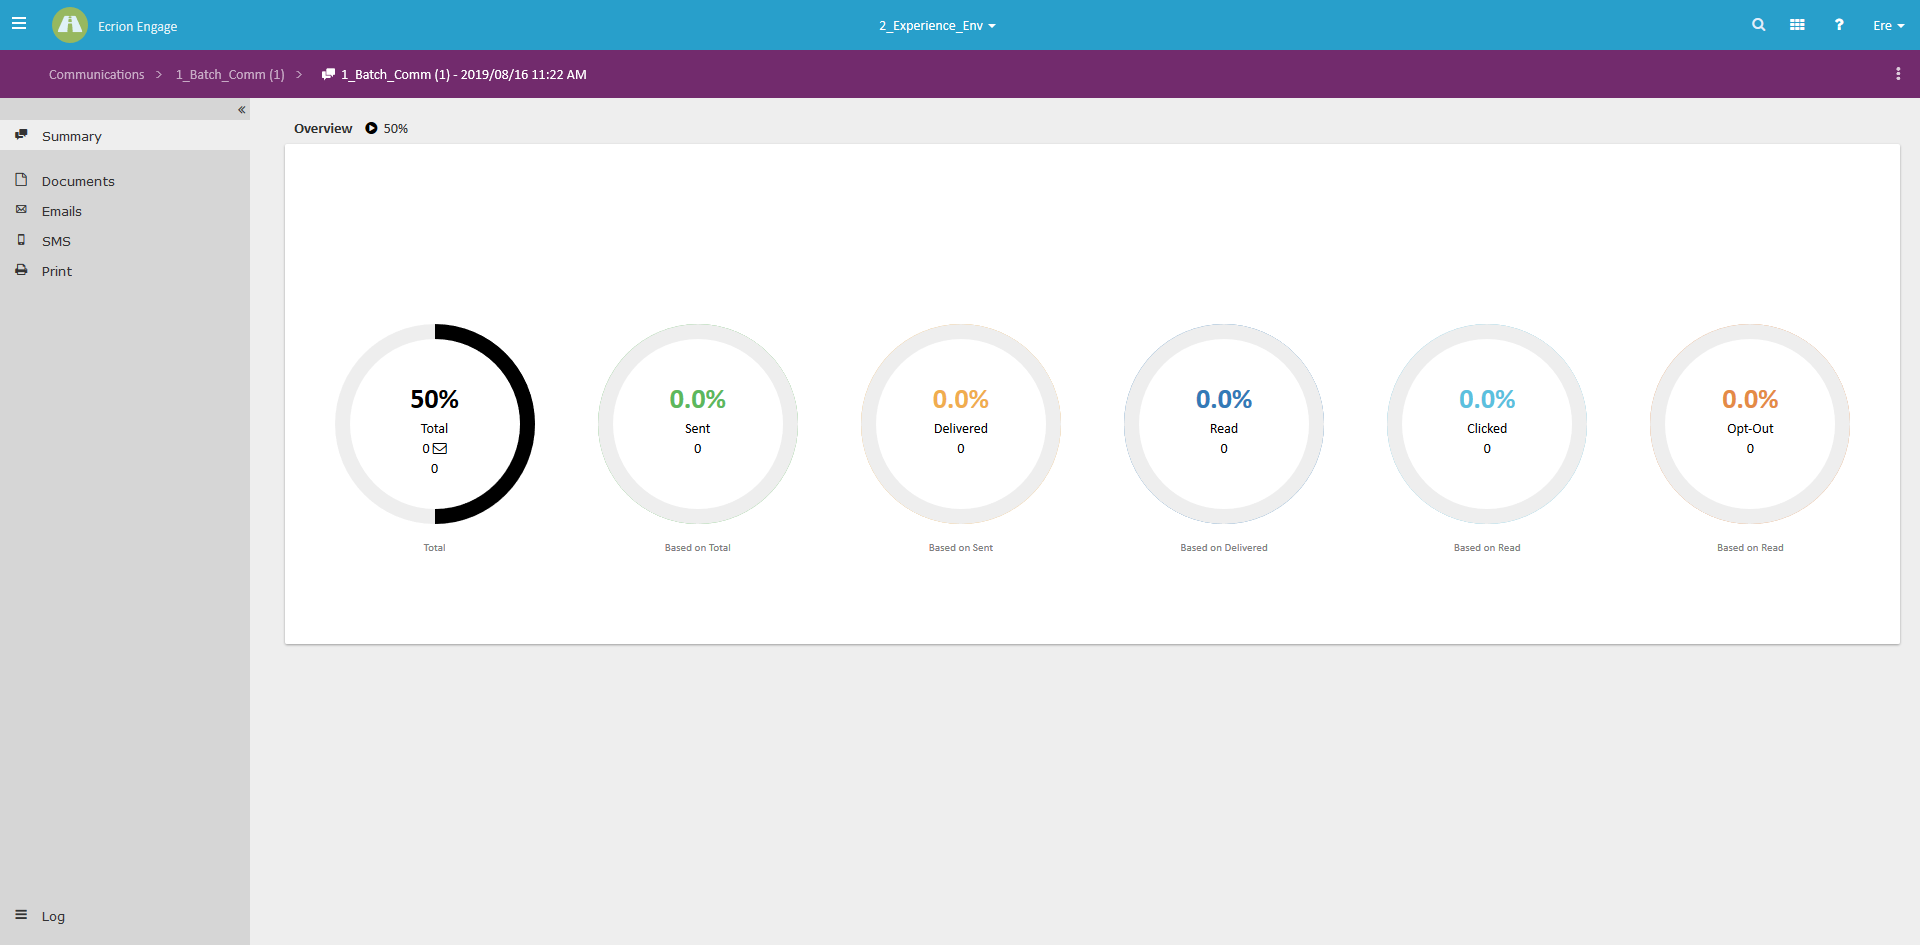 Ecrion Engage
2_Experience_Env
?
Ere
Communications > 1_Batch_Comm (1) > 1_Batch_Comm (1) - 2019/08/16 11:22 AM
«
Summary
Documents
Emails
SMS
Print
Log
Overview 50%
50%
Total
0
0
Total
0.0%
Sent
0
Based on Total
0.0%
Delivered
0
Based on Sent
0.0%
Read
0
Based on Delivered
0.0%
Clicked
0
Based on Read
0.0%
Opt-Out
0
Based on Read